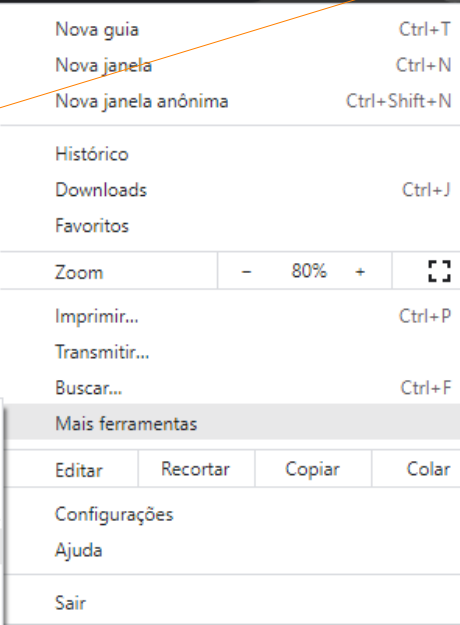 Nova guia Ctrl+T
Nova janela Ctrl+N
Nova janela anônima Ctrl+Shift+N
Histórico
Downloads Ctrl+J
Favoritos
Zoom - 80% +
Imprimir... Ctrl+P
Transmitir...
Buscar... Ctrl+F
Mais ferramentas
Editar Recortar Copiar Colar
Configurações
Ajuda
Sair